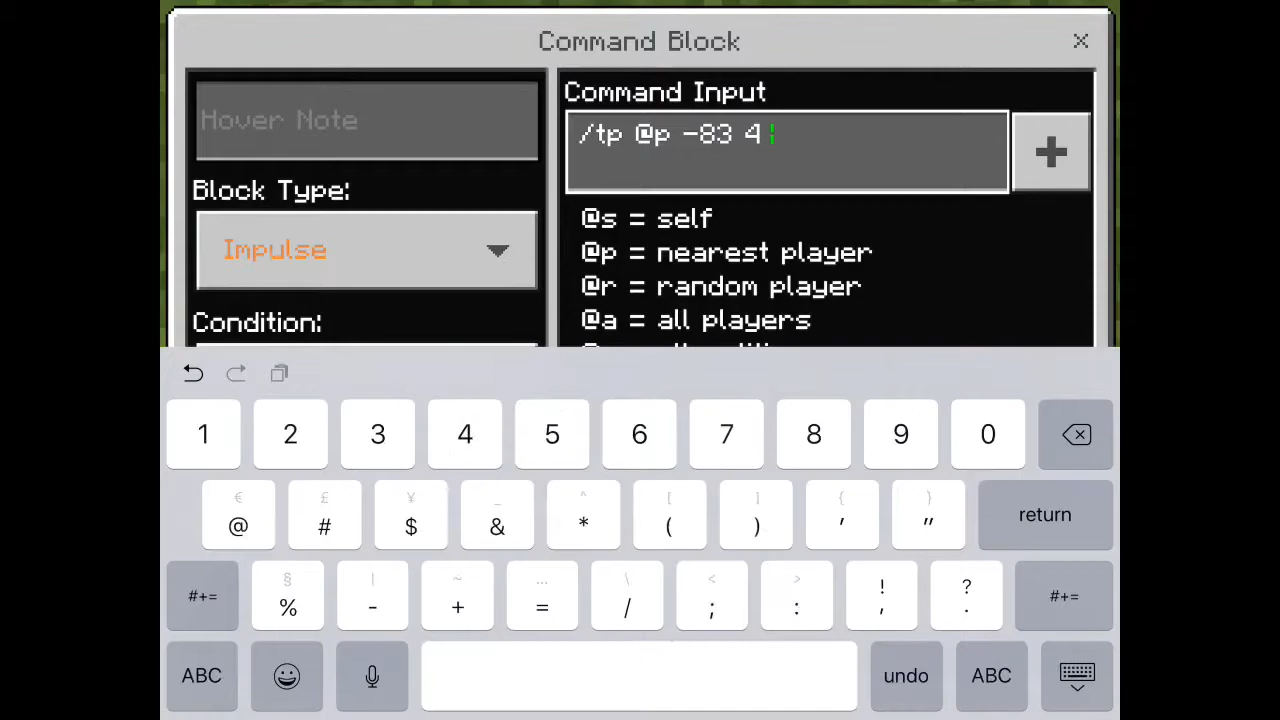 Command Block
Hover Note
Command Input
/tp @p -83 4
Block Type:
Impulse
Condition:
@s = self
@p = nearest player
@r = random player
@a = all players
1 2 3 4 5 6 7 8 9 0
€ £ ¥ _ ^ [ ] { }
@ # $ & * ( ) ' "
return
§ | ~ … \ < > ! ?
#+= % - + = / ; : , . #+=
ABC undo ABC